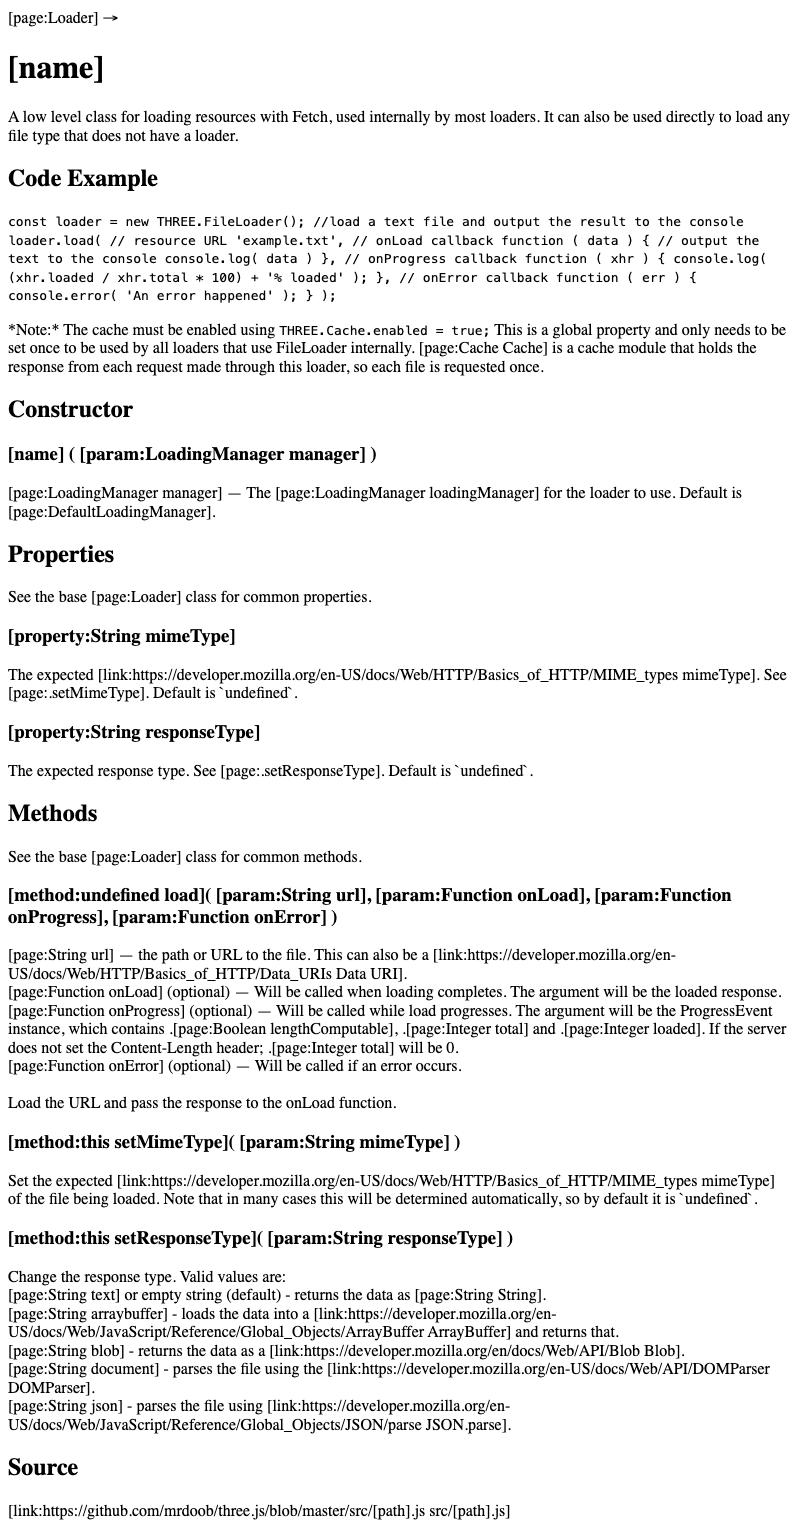 [page:Loader] →
[name]
A low level class for loading resources with Fetch, used internally by most loaders. It can also be used directly to load any
file type that does not have a loader.
Code Example
const loader = new THREE.FileLoader(); //load a text file and output the result to the console
loader.load( // resource URL 'example.txt', // onLoad callback function ( data ) { // output the
text to the console console.log( data ) }, // onProgress callback function ( xhr ) { console.log(
(xhr.loaded / xhr.total * 100) + '% loaded' ); }, // onError callback function ( err ) {
console.error( 'An error happened' ); } );
*Note:* The cache must be enabled using THREE.Cache.enabled = true; This is a global property and only needs to be
set once to be used by all loaders that use FileLoader internally. [page:Cache Cache] is a cache module that holds the
response from each request made through this loader, so each file is requested once.
Constructor
[name] ( [param:LoadingManager manager] )
[page:LoadingManager manager] — The [page:LoadingManager loadingManager] for the loader to use. Default is
[page:DefaultLoadingManager].
Properties
See the base [page:Loader] class for common properties.
[property:String mimeType]
The expected [link:https://developer.mozilla.org/en-US/docs/Web/HTTP/Basics_of_HTTP/MIME_types mimeType]. See
[page:.setMimeType]. Default is `undefined`.
[property:String responseType]
The expected response type. See [page:.setResponseType]. Default is `undefined`.
Methods
See the base [page:Loader] class for common methods.
[method:undefined load]( [param:String url], [param:Function onLoad], [param:Function
onProgress], [param:Function onError] )
[page:String url] — the path or URL to the file. This can also be a [link:https://developer.mozilla.org/en-
US/docs/Web/HTTP/Basics_of_HTTP/Data_URIs Data URI].
[page:Function onLoad] (optional) — Will be called when loading completes. The argument will be the loaded response.
[page:Function onProgress] (optional) — Will be called while load progresses. The argument will be the ProgressEvent
instance, which contains .[page:Boolean lengthComputable], .[page:Integer total] and .[page:Integer loaded]. If the server
does not set the Content-Length header; .[page:Integer total] will be 0.
[page:Function onError] (optional) — Will be called if an error occurs.
Load the URL and pass the response to the onLoad function.
[method:this setMimeType]( [param:String mimeType] )
Set the expected [link:https://developer.mozilla.org/en-US/docs/Web/HTTP/Basics_of_HTTP/MIME_types mimeType]
of the file being loaded. Note that in many cases this will be determined automatically, so by default it is `undefined`.
[method:this setResponseType]( [param:String responseType] )
Change the response type. Valid values are:
[page:String text] or empty string (default) - returns the data as [page:String String].
[page:String arraybuffer] - loads the data into a [link:https://developer.mozilla.org/en-
US/docs/Web/JavaScript/Reference/Global_Objects/ArrayBuffer ArrayBuffer] and returns that.
[page:String blob] - returns the data as a [link:https://developer.mozilla.org/en/docs/Web/API/Blob Blob].
[page:String document] - parses the file using the [link:https://developer.mozilla.org/en-US/docs/Web/API/DOMParser
DOMParser].
[page:String json] - parses the file using [link:https://developer.mozilla.org/en-
US/docs/Web/JavaScript/Reference/Global_Objects/JSON/parse JSON.parse].
Source
[link:https://github.com/mrdoob/three.js/blob/master/src/[path].js src/[path].js]